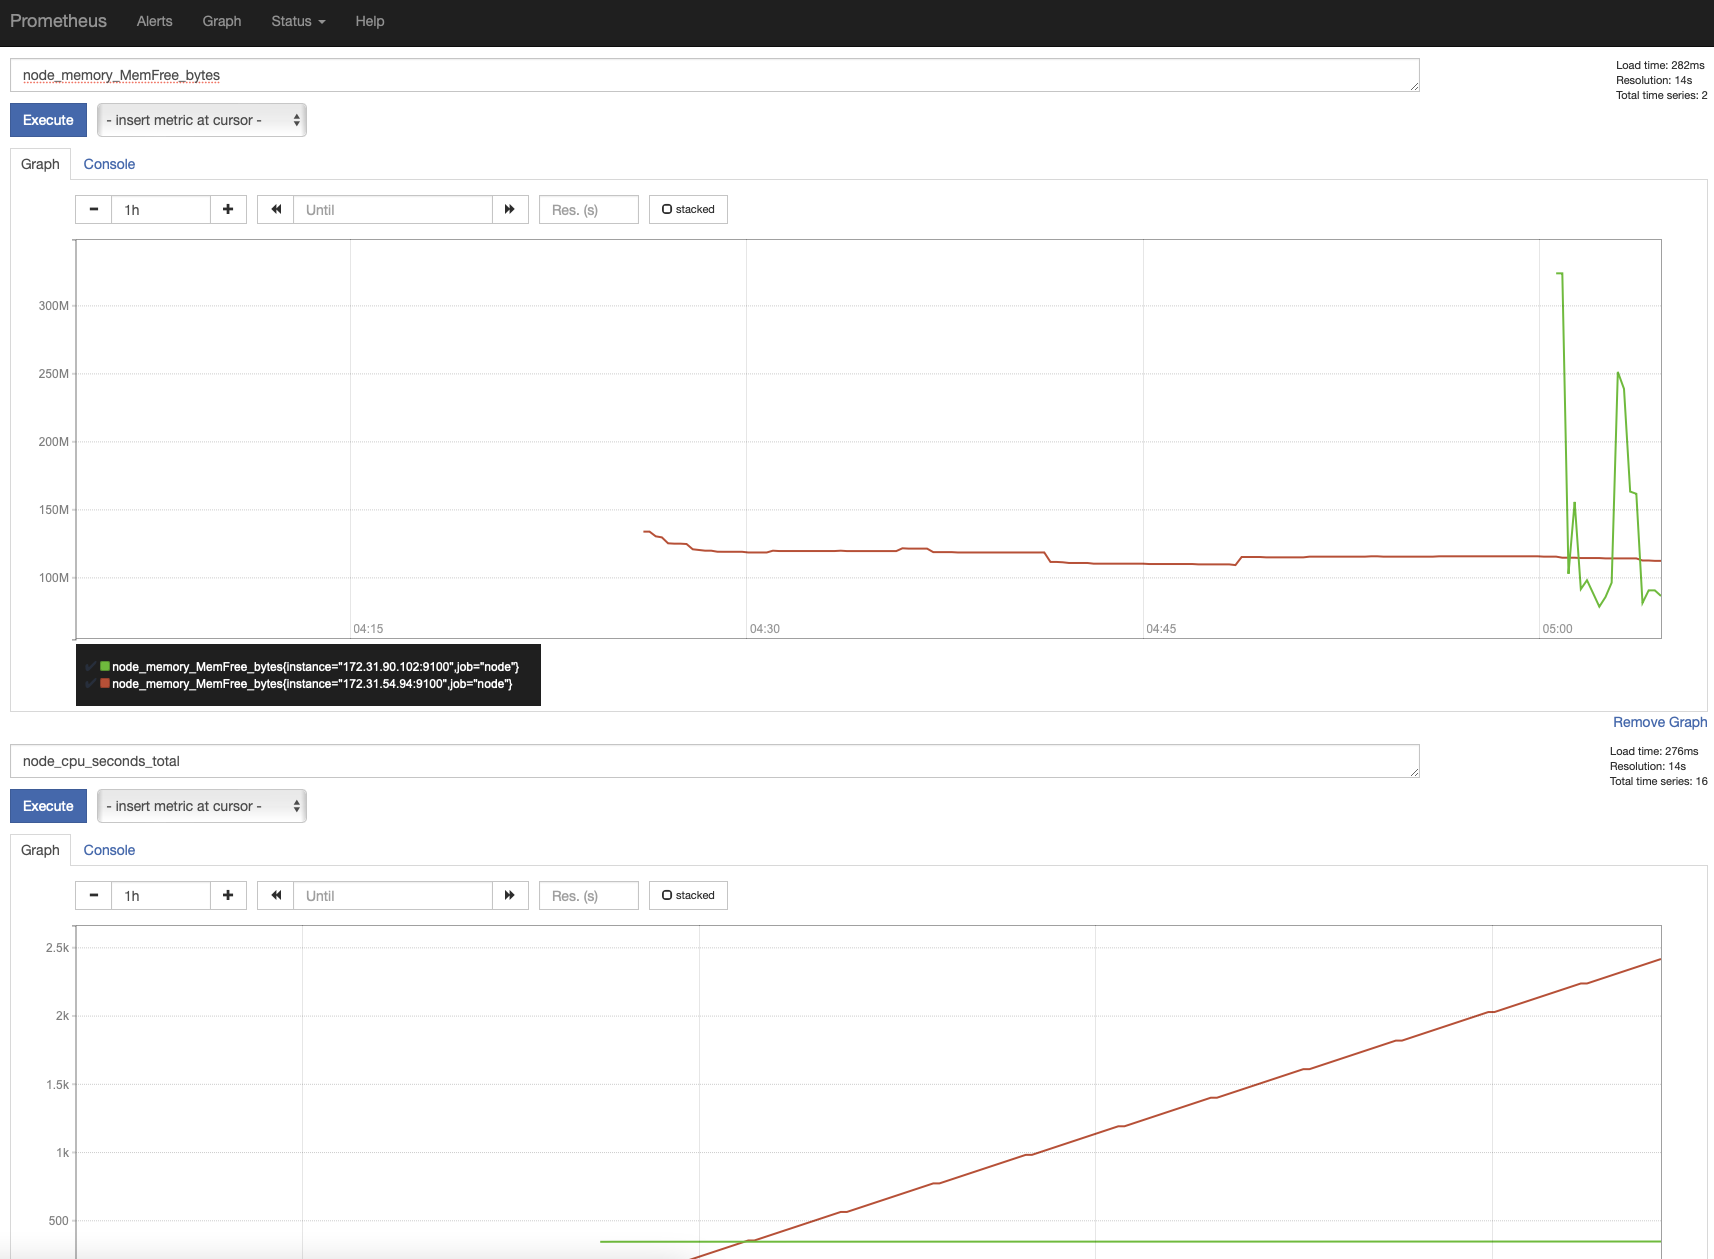 Prometheus Alerts Graph Status Help
node_memory_MemFree_bytes
Load time: 282ms
Resolution: 14s
Total time series: 2
Execute - insert metric at cursor -
Graph Console
1h Until Res. (s) stacked
300M
250M
200M
150M
100M
04:15 04:30 04:45 05:00
node_memory_MemFree_bytes{instance="172.31.90.102:9100",job="node"}
node_memory_MemFree_bytes{instance="172.31.54.94:9100",job="node"}
Remove Graph
node_cpu_seconds_total
Load time: 276ms
Resolution: 14s
Total time series: 16
Execute - insert metric at cursor -
Graph Console
1h Until Res. (s) stacked
2.5k
2k
1.5k
1k
500